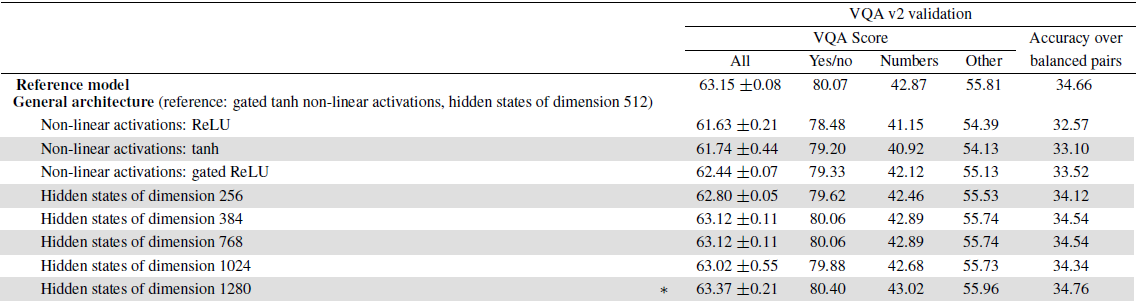 VQA v2 validation
VQA Score Accuracy over
All Yes/no Numbers Other balanced pairs
Reference model 63.15 ±0.08 80.07 42.87 55.81 34.66
General architecture (reference: gated tanh non-linear activations, hidden states of dimension 512)
Non-linear activations: ReLU 61.63 ±0.21 78.48 41.15 54.39 32.57
Non-linear activations: tanh 61.74 ±0.44 79.20 40.92 54.13 33.10
Non-linear activations: gated ReLU 62.44 ±0.07 79.33 42.12 55.13 33.52
Hidden states of dimension 256 62.80 ±0.05 79.62 42.46 55.53 34.12
Hidden states of dimension 384 63.12 ±0.11 80.06 42.89 55.74 34.54
Hidden states of dimension 768 63.12 ±0.11 80.06 42.89 55.74 34.54
Hidden states of dimension 1024 63.02 ±0.55 79.88 42.68 55.73 34.34
Hidden states of dimension 1280 * 63.37 ±0.21 80.40 43.02 55.96 34.76